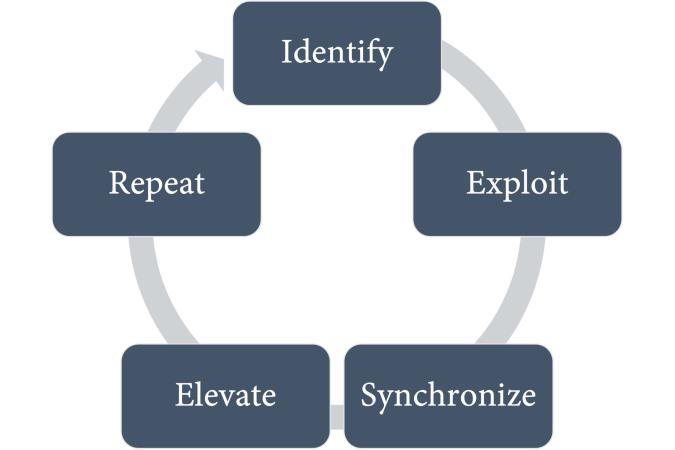 Identify
Exploit
Synchronize
Elevate
Repeat